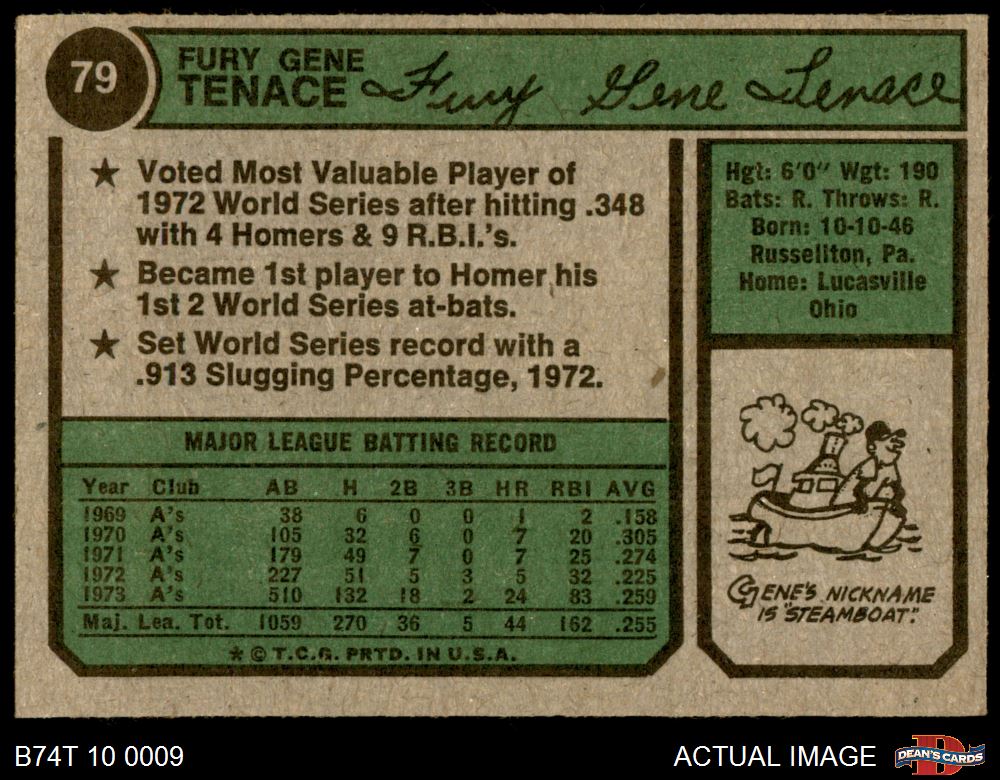 79
FURY GENE
TENACE
Fury Gene Tenace
★ Voted Most Valuable Player of
1972 World Series after hitting .348
with 4 Homers & 9 R.B.I.'s.
★ Became 1st player to Homer his
1st 2 World Series at-bats.
★ Set World Series record with a
.913 Slugging Percentage, 1972.
Hgt: 6'0" Wgt: 190
Bats: R. Throws: R.
Born: 10-10-46
Russellton, Pa.
Home: Lucasville
Ohio
MAJOR LEAGUE BATTING RECORD
Year Club AB H 2B 3B HR RBI AVG
1969 A's 38 6 0 0 1 2 .158
1970 A's 105 32 6 0 7 20 .305
1971 A's 179 49 7 0 7 25 .274
1972 A's 227 51 5 3 5 32 .225
1973 A's 510 132 18 2 24 83 .259
Maj. Lea. Tot. 1059 270 36 5 44 162 .255
* © T.C.G. PRTD. IN U.S.A.
GENE'S NICKNAME
IS "STEAMBOAT."
B74T 10 0009
ACTUAL IMAGE
D
DEAN'S CARDS